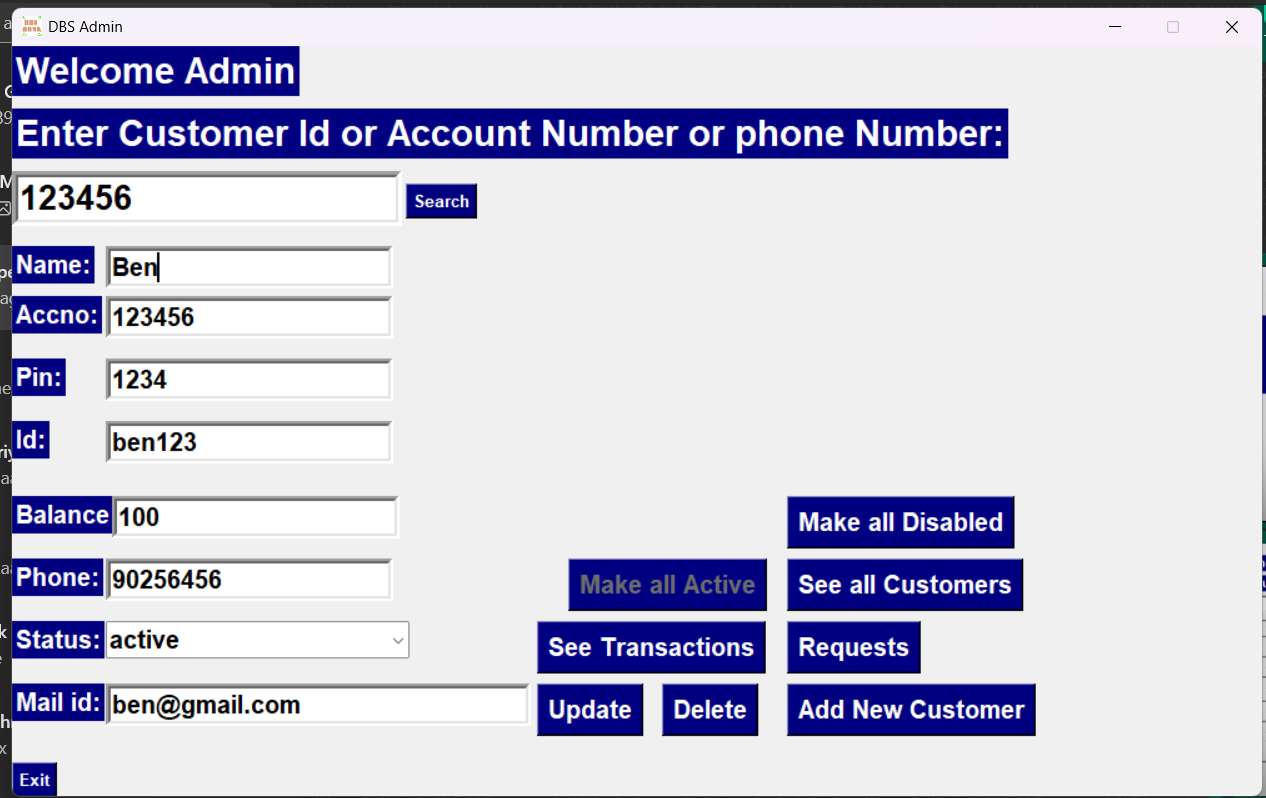 DBS Admin
Welcome Admin
Enter Customer Id or Account Number or phone Number:
123456
Search
Name: Ben
Accno: 123456
Pin: 1234
Id: ben123
Balance 100
Make all Disabled
Phone: 90256456
Make all Active
See all Customers
Status: active
See Transactions
Requests
Mail id: ben@gmail.com
Update
Delete
Add New Customer
Exit